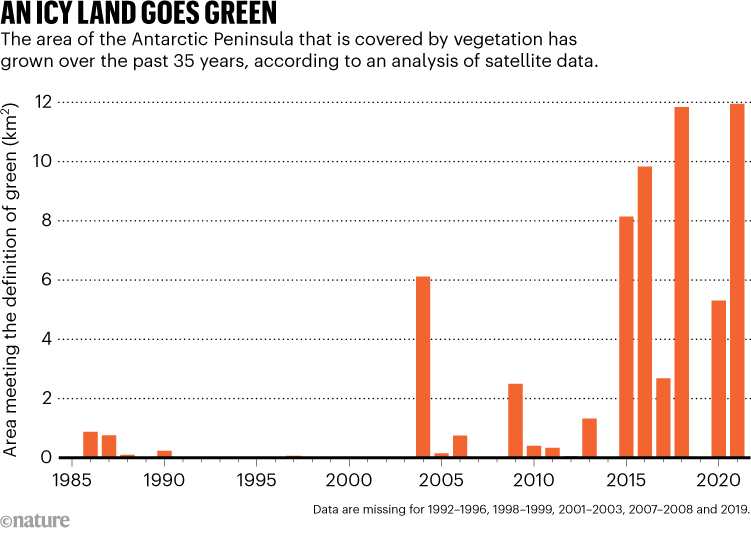 AN ICY LAND GOES GREEN
The area of the Antarctic Peninsula that is covered by vegetation has
grown over the past 35 years, according to an analysis of satellite data.
Area meeting the definition of green (km²)
12
10
8
6
4
2
0
1985 1990 1995 2000 2005 2010 2015 2020
Data are missing for 1992–1996, 1998–1999, 2001–2003, 2007–2008 and 2019.
©nature